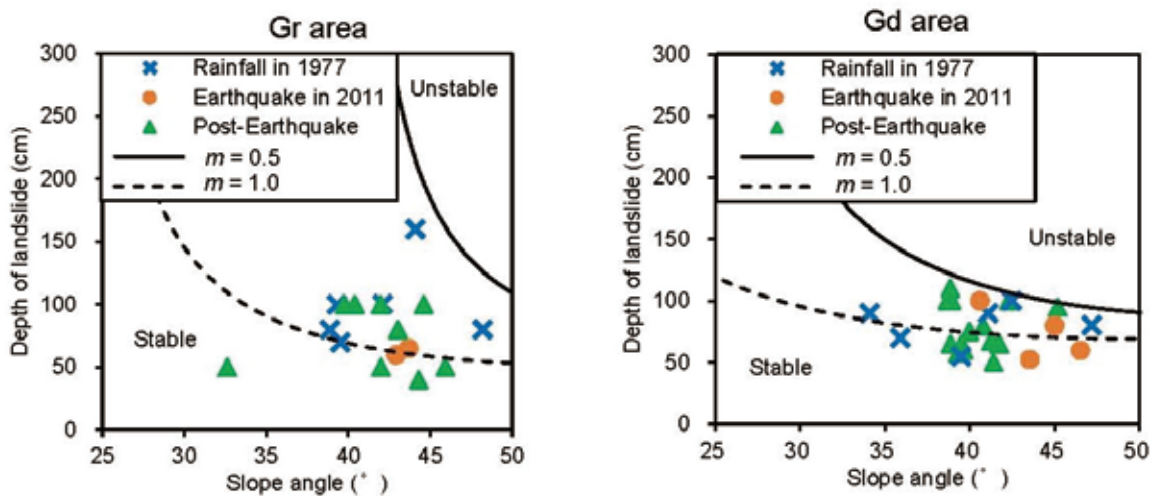 Gr area
300
250
200
150
100
50
0
Depth of landslide (cm)
Rainfall in 1977
Earthquake in 2011
Post-Earthquake
m = 0.5
m = 1.0
Unstable
Stable
25 30 35 40 45 50
Slope angle (°)
Gd area
300
250
200
150
100
50
0
Depth of landslide (cm)
Rainfall in 1977
Earthquake in 2011
Post-Earthquake
m = 0.5
m = 1.0
Unstable
Stable
25 30 35 40 45 50
Slope angle (°)